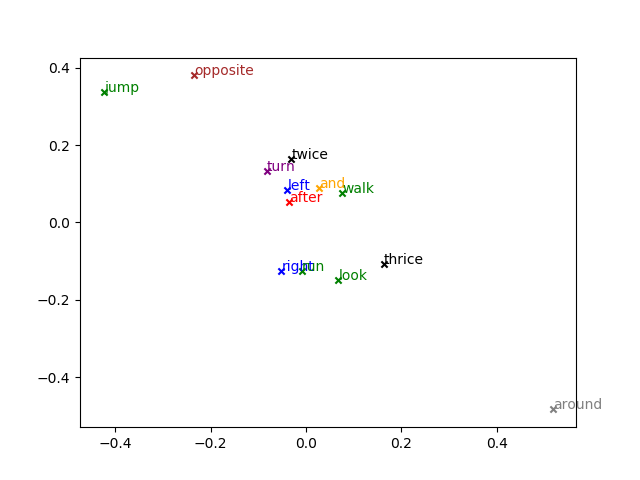 0.4
0.2
0.0
−0.2
−0.4
jump
opposite
twice
turn
left
and
walk
after
right
run
look
thrice
around
−0.4
−0.2
0.0
0.2
0.4